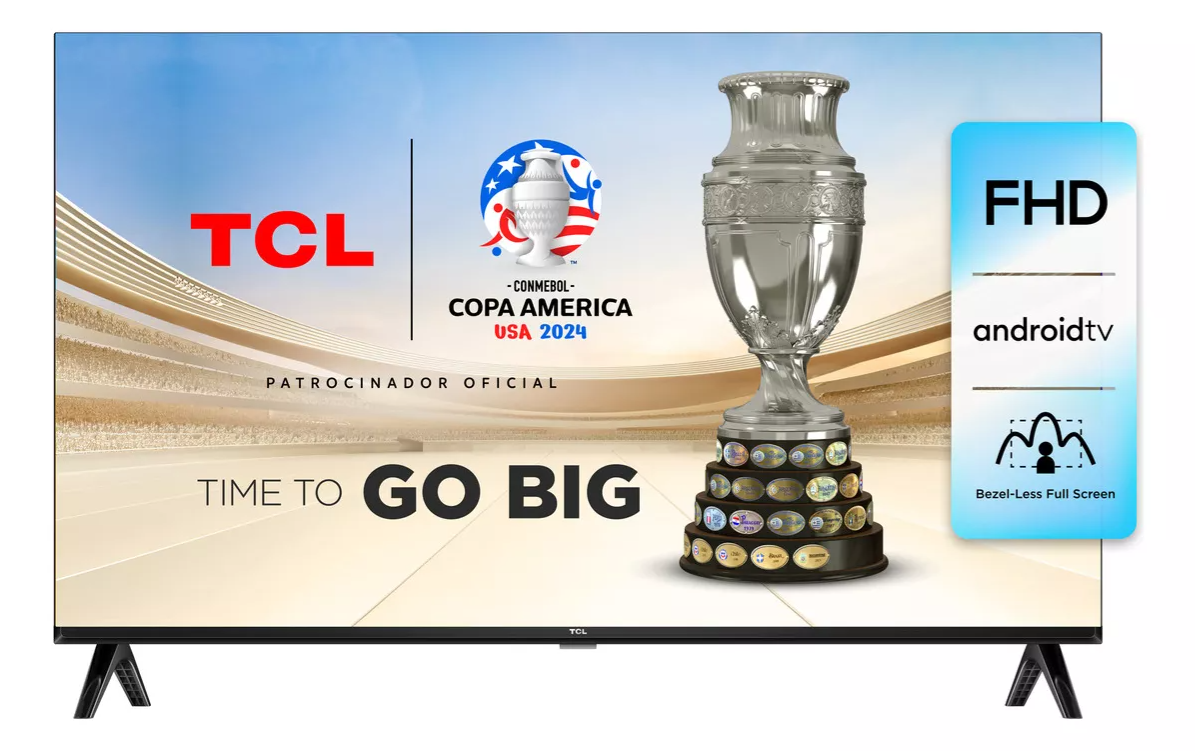 TCL
- CONMEBOL -
COPA AMERICA
USA 2024
TM
PATROCINADOR OFICIAL
TIME TO GO BIG
FHD
androidtv
Bezel-Less Full Screen
TCL